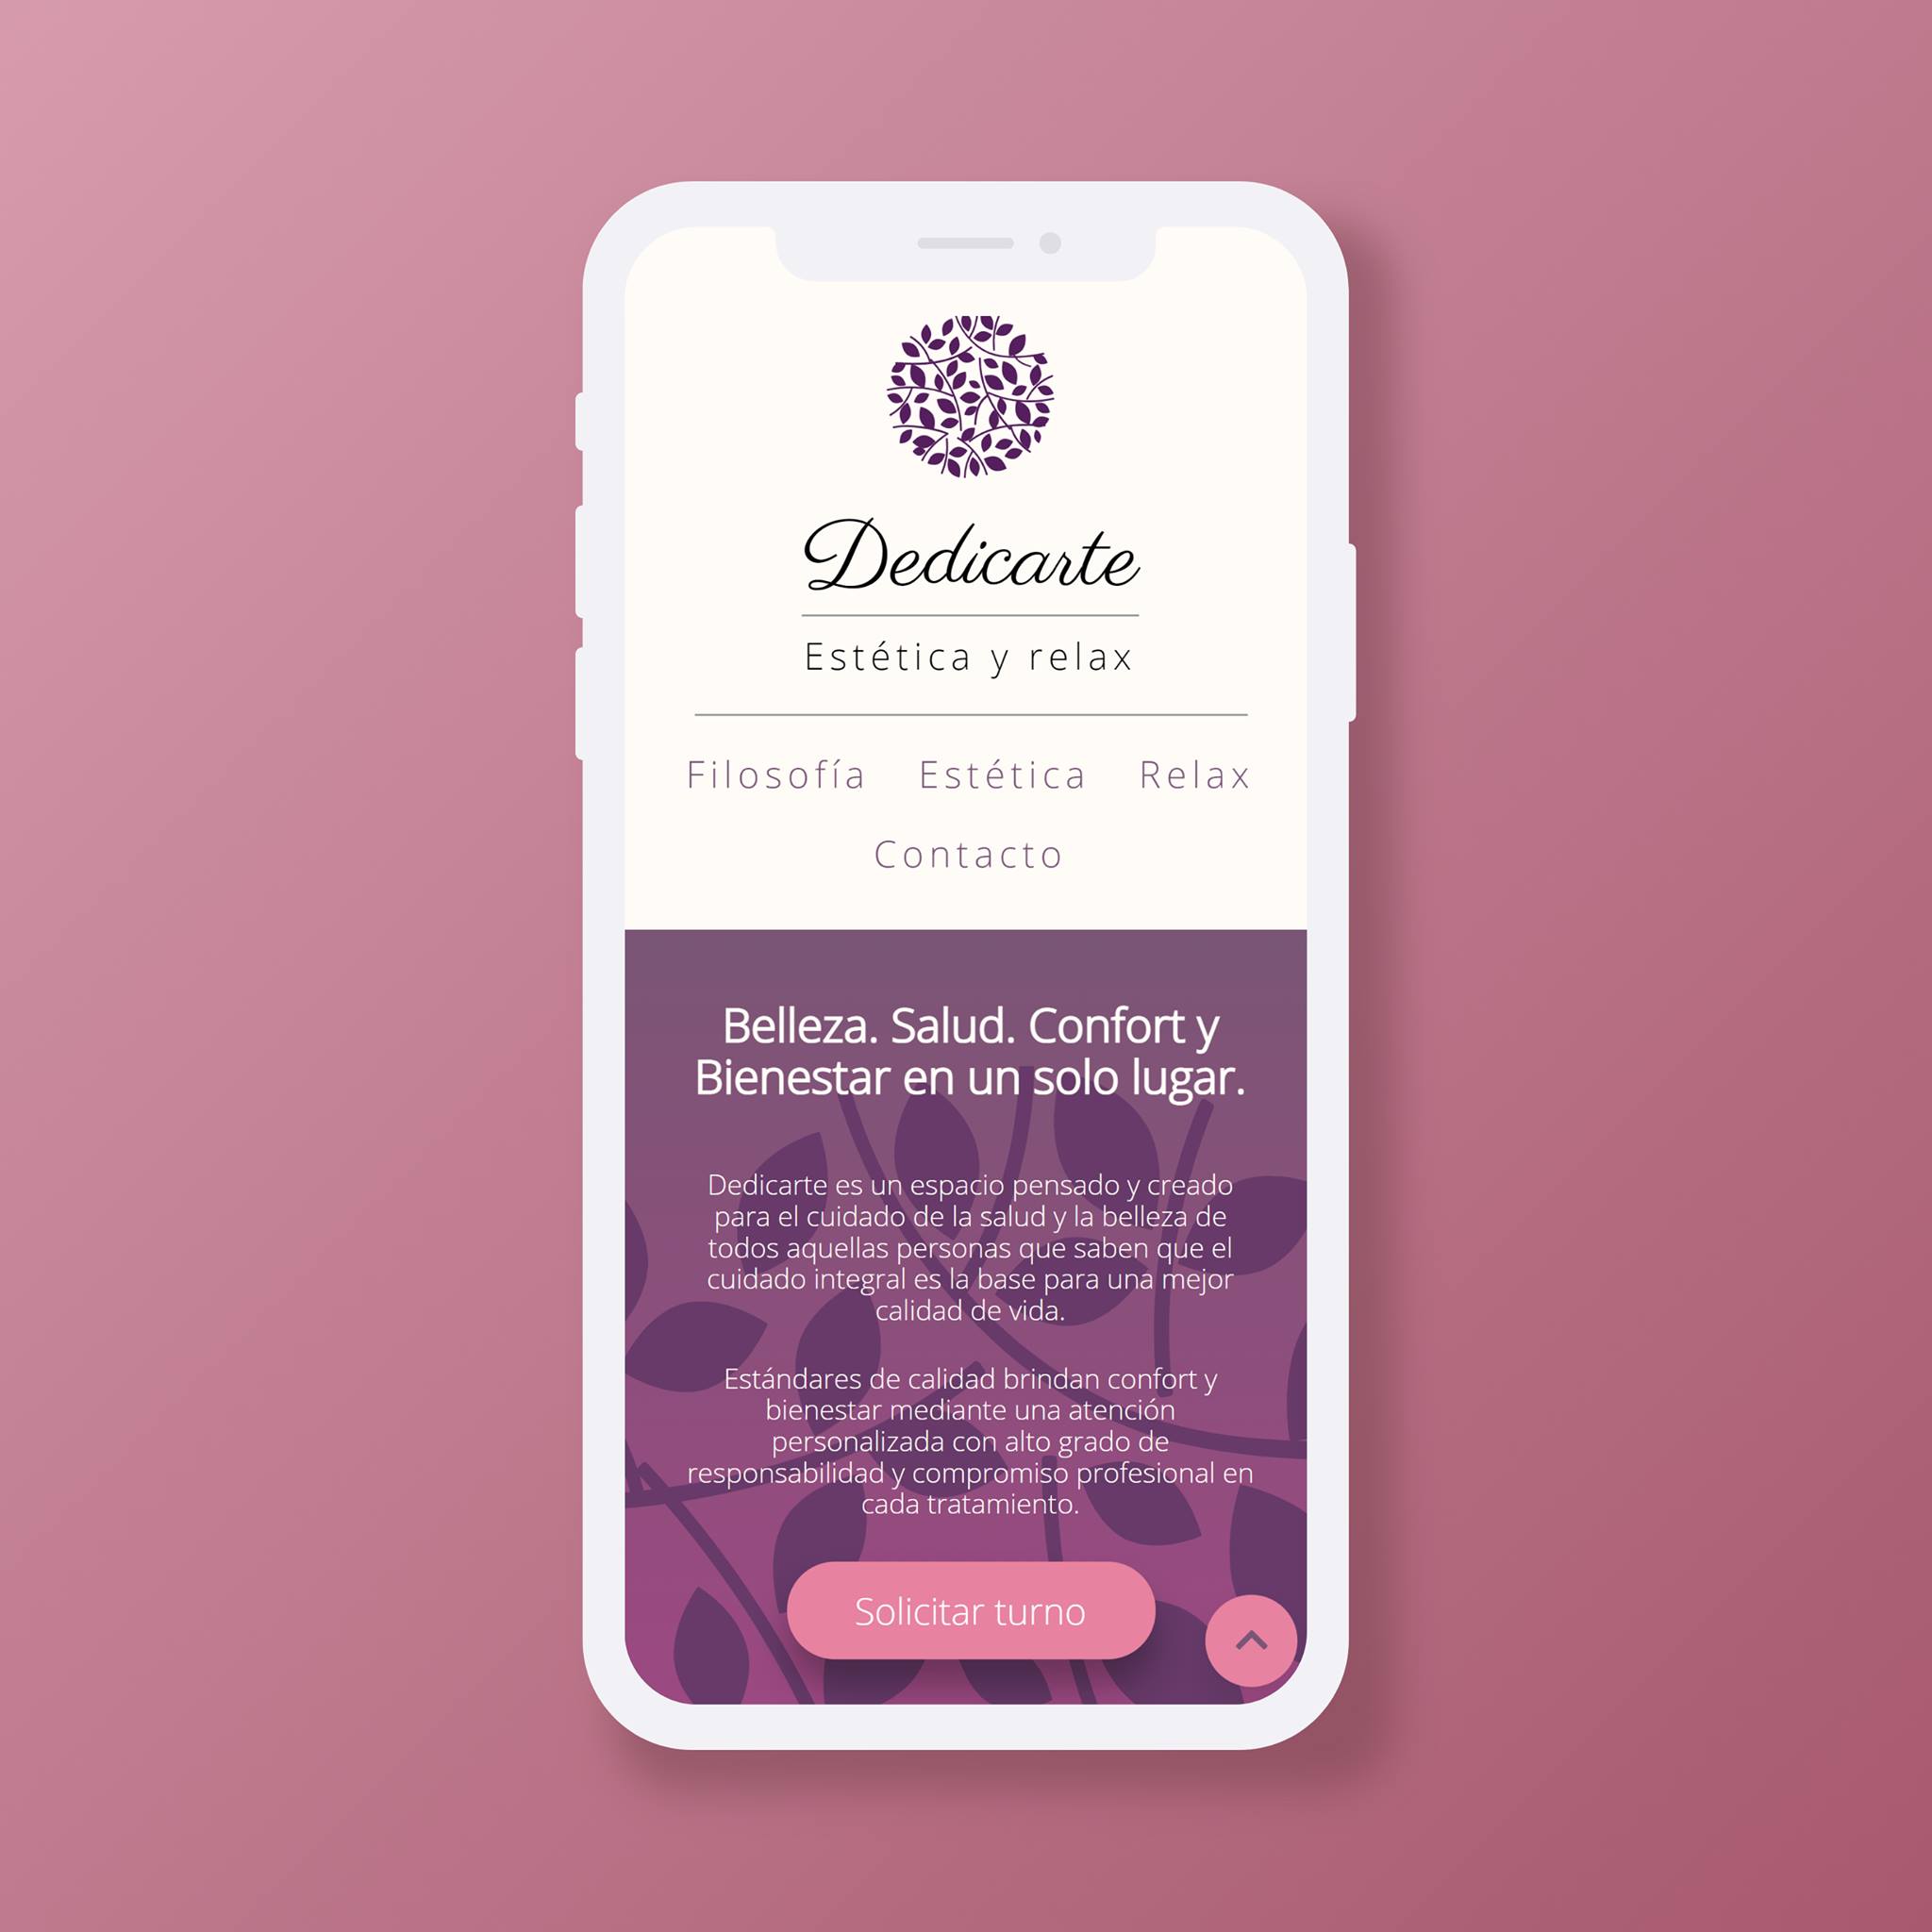 Dedicarte
Estética y relax
Filosofía Estética Relax
Contacto
Belleza. Salud. Confort y
Bienestar en un solo lugar.
Dedicarte es un espacio pensado y creado
para el cuidado de la salud y la belleza de
todos aquellas personas que saben que el
cuidado integral es la base para una mejor
calidad de vida.
Estándares de calidad brindan confort y
bienestar mediante una atención
personalizada con alto grado de
responsabilidad y compromiso profesional en
cada tratamiento.
Solicitar turno